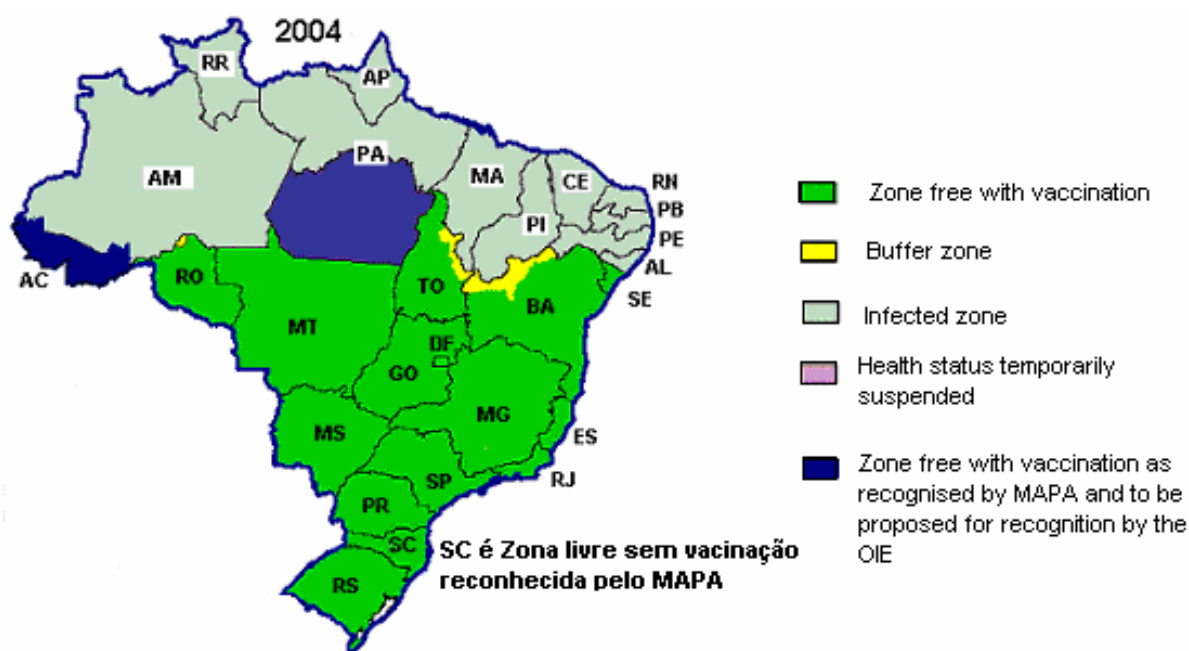 2004
RR
AP
PA
AM
MA
CE
RN
PB
PI
PE
AL
AC
RO
TO
SE
BA
MT
DF
GO
MG
MS
ES
SP
RJ
PR
SC
SC é Zona livre sem vacinação
reconhecida pelo MAPA
RS
Zone free with vaccination
Buffer zone
Infected zone
Health status temporarily
suspended
Zone free with vaccination as
recognised by MAPA and to be
proposed for recognition by the
OIE